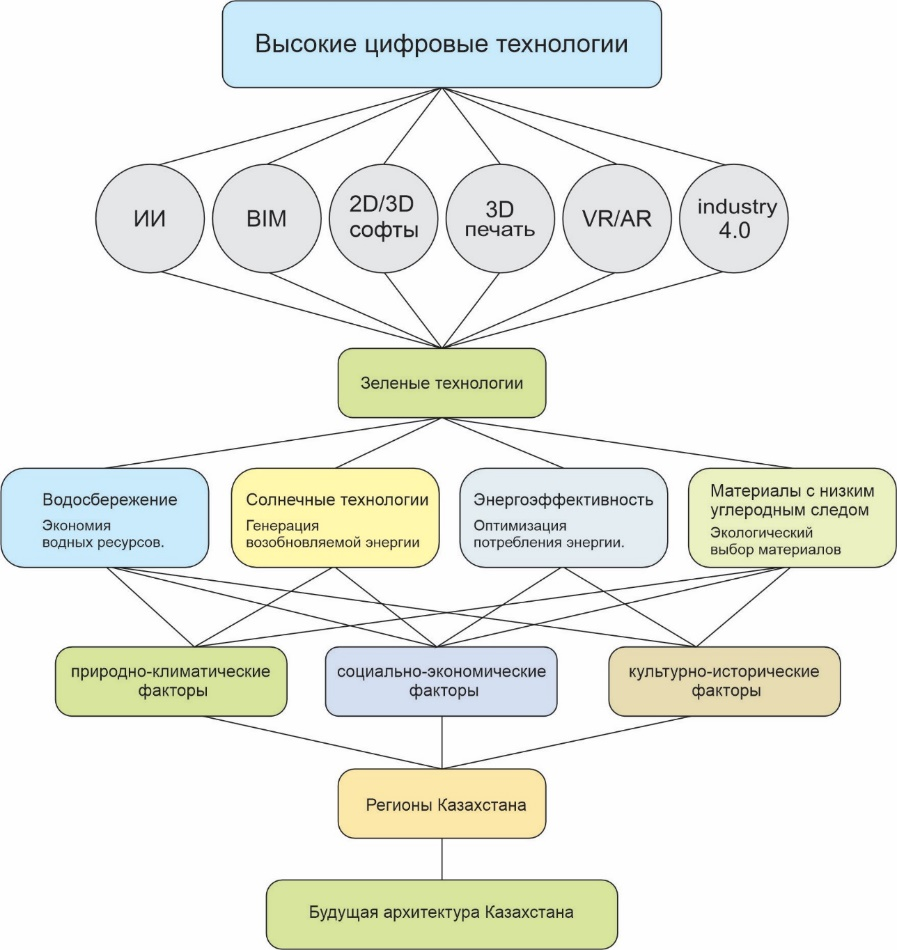 Высокие цифровые технологии
ИИ
BIM
2D/3D
софты
3D
печать
VR/AR
industry
4.0
Зеленые технологии
Водосбережение
Экономия
водных ресурсов.
Солнечные технологии
Генерация
возобновляемой энергии
Энергоэффективность
Оптимизация
потребления энергии.
Материалы с низким
углеродным следом
Экологический
выбор материалов
природно-климатические
факторы
социально-экономические
факторы
культурно-исторические
факторы
Регионы Казахстана
Будущая архитектура Казахстана